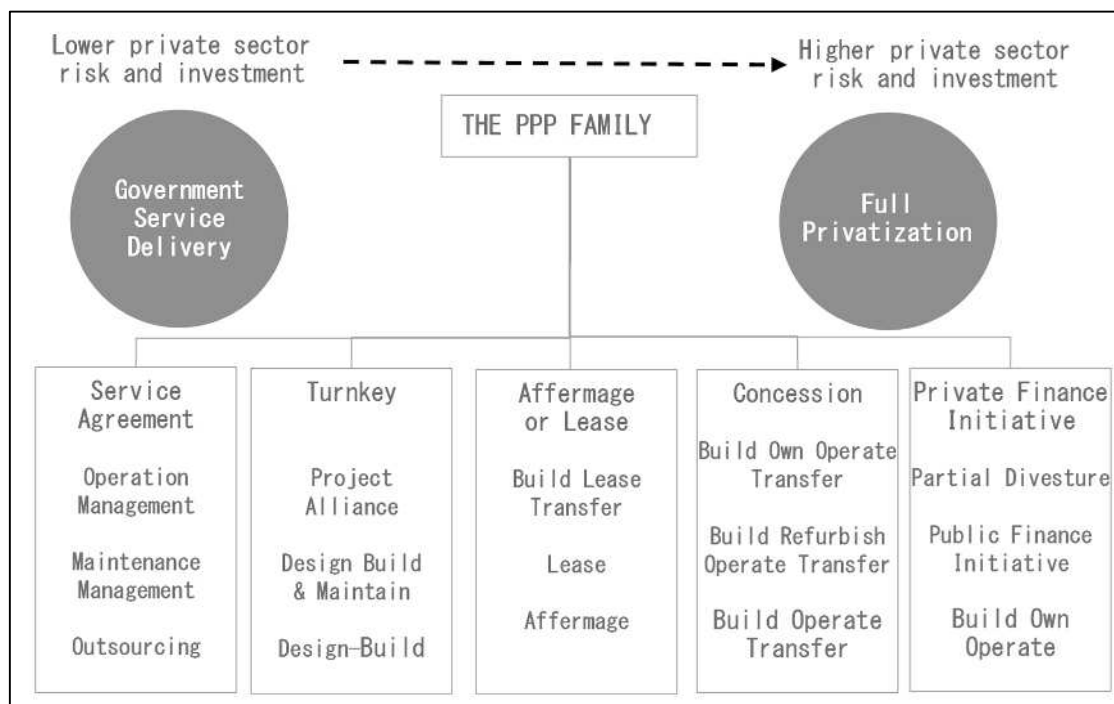 Lower private sector
risk and investment
Higher private sector
risk and investment
THE PPP FAMILY
Government
Service
Delivery
Full
Privatization
Service
Agreement
Operation
Management
Maintenance
Management
Outsourcing
Turnkey
Project
Alliance
Design Build
& Maintain
Design-Build
Affermage
or Lease
Build Lease
Transfer
Lease
Affermage
Concession
Build Own Operate
Transfer
Build Refurbish
Operate Transfer
Build Operate
Transfer
Private Finance
Initiative
Partial Divesture
Public Finance
Initiative
Build Own
Operate